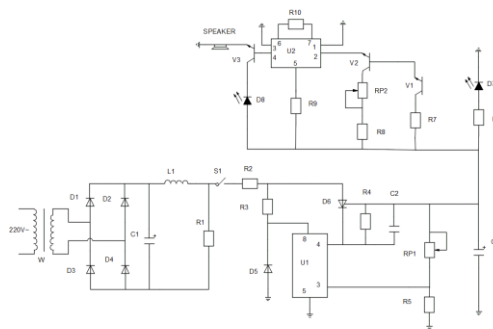 R10
SPEAKER
6 7
3 U2 1
4 2
5
V3
V2
V1
D8
R9
RP2
R8
R7
L1
S1
R2
D1
D2
R3
D6
R4
C2
220V~
W
C1
R1
8
4
U1
3
5
RP1
D3
D4
D5
R5